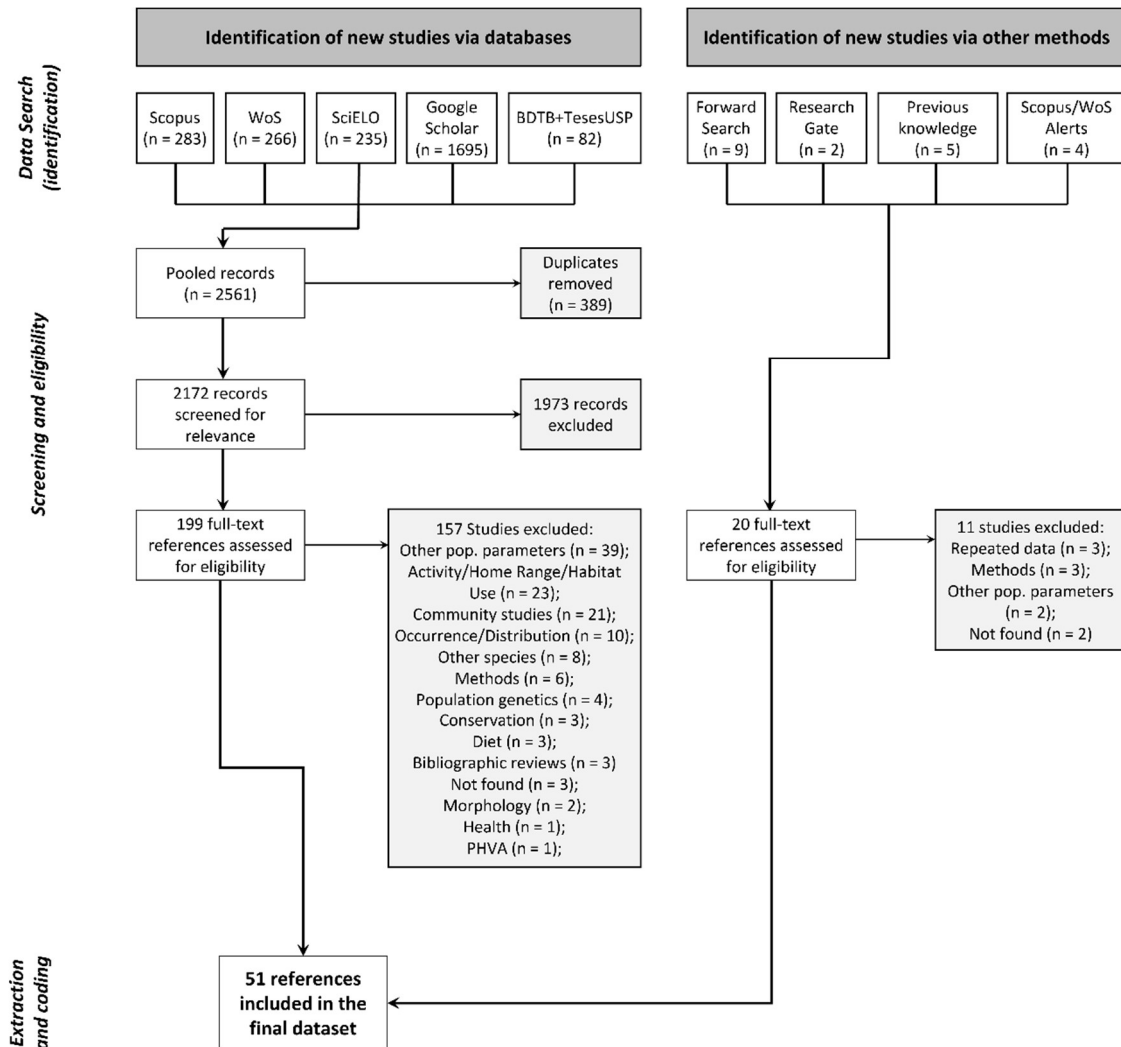 Identification of new studies via databases
Identification of new studies via other methods
Data Search
(identification)
Scopus
(n = 283)
WoS
(n = 266)
SciELO
(n = 235)
Google
Scholar
(n = 1695)
BDTB+TesesUSP
(n = 82)
Forward
Search
(n = 9)
Research
Gate
(n = 2)
Previous
knowledge
(n = 5)
Scopus/WoS
Alerts
(n = 4)
Screening and eligibility
Pooled records
(n = 2561)
Duplicates
removed
(n = 389)
2172 records
screened for
relevance
1973 records
excluded
199 full-text
references assessed
for eligibility
157 Studies excluded:
Other pop. parameters (n = 39);
Activity/Home Range/Habitat
Use (n = 23);
Community studies (n = 21);
Occurrence/Distribution (n = 10);
Other species (n = 8);
Methods (n = 6);
Population genetics (n = 4);
Conservation (n = 3);
Diet (n = 3);
Bibliographic reviews (n = 3)
Not found (n = 3);
Morphology (n = 2);
Health (n = 1);
PHVA (n = 1);
20 full-text
references assessed
for eligibility
11 studies excluded:
Repeated data (n = 3);
Methods (n = 3);
Other pop. parameters
(n = 2);
Not found (n = 2)
Extraction
and coding
51 references
included in the
final dataset